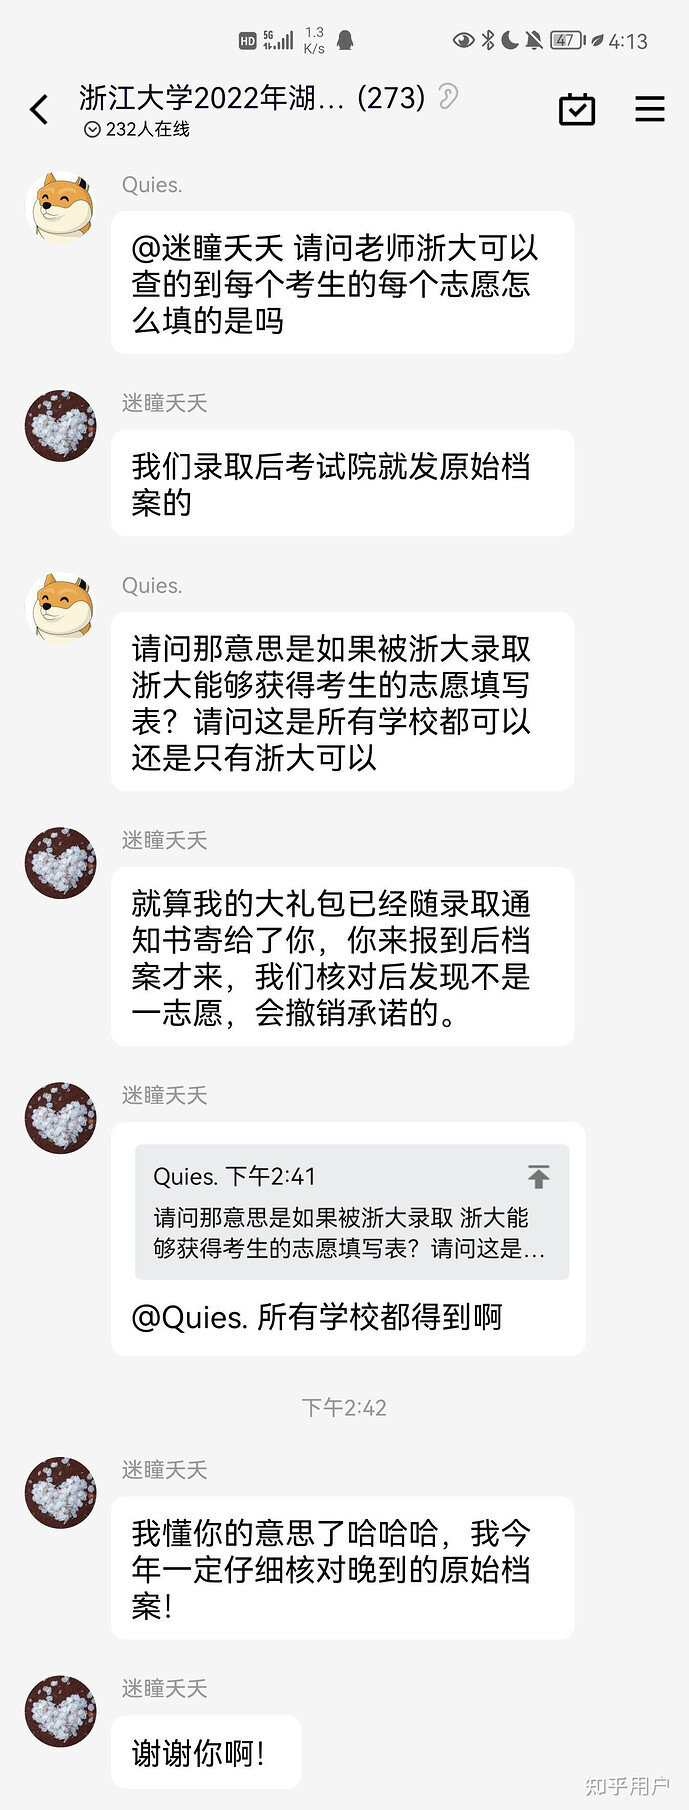 HD 5G 1.3 K/s 47 4:13
浙江大学2022年湖... (273)
232人在线
Quies.
@迷瞳夭夭 请问老师浙大可以
查的到每个考生的每个志愿怎
么填的是吗
迷瞳夭夭
我们录取后考试院就发原始档
案的
Quies.
请问那意思是如果被浙大录取
浙大能够获得考生的志愿填写
表？请问这是所有学校都可以
还是只有浙大可以
迷瞳夭夭
就算我的大礼包已经随录取通
知书寄给了你，你来报到后档
案才来，我们核对后发现不是
一志愿，会撤销承诺的。
迷瞳夭夭
Quies. 下午2:41
请问那意思是如果被浙大录取 浙大能
够获得考生的志愿填写表？请问这是...
@Quies. 所有学校都得到啊
下午2:42
迷瞳夭夭
我懂你的意思了哈哈哈，我今
年一定仔细核对晚到的原始档
案！
迷瞳夭夭
谢谢你啊！
知乎用户